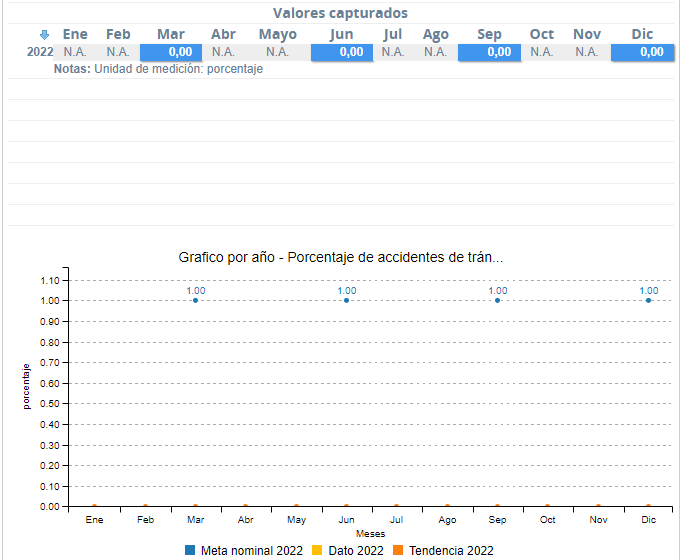 Valores capturados
Ene Feb Mar Abr Mayo Jun Jul Ago Sep Oct Nov Dic
2022 N.A. N.A. 0,00 N.A. N.A. 0,00 N.A. N.A. 0,00 N.A. N.A. 0,00
Notas: Unidad de medición: porcentaje
Grafico por año - Porcentaje de accidentes de trán...
1.10
1.00 1.00 1.00 1.00
1.00
0.90
0.80
0.70
0.60
0.50
0.40
0.30
0.20
0.10
0.00
porcentaje
Ene Feb Mar Abr May Jun Jul Ago Sep Oct Nov Dic
Meses
Meta nominal 2022 Dato 2022 Tendencia 2022